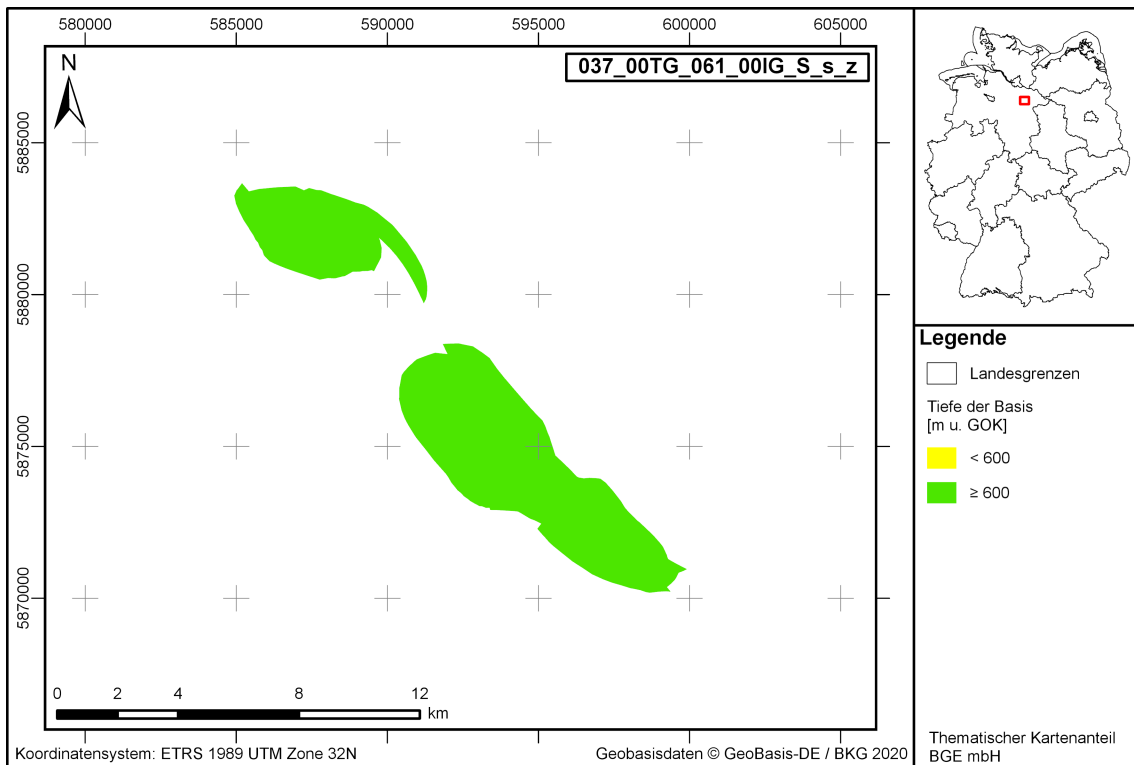 580000 585000 590000 595000 600000 605000
037_00TG_061_00IG_S_s_z
N
5885000
5880000
5875000
5870000
0 2 4 8 12
km
Koordinatensystem: ETRS 1989 UTM Zone 32N
Geobasisdaten © GeoBasis-DE / BKG 2020
Legende
Landesgrenzen
Tiefe der Basis
[m u. GOK]
< 600
≥ 600
Thematischer Kartenanteil
BGE mbH